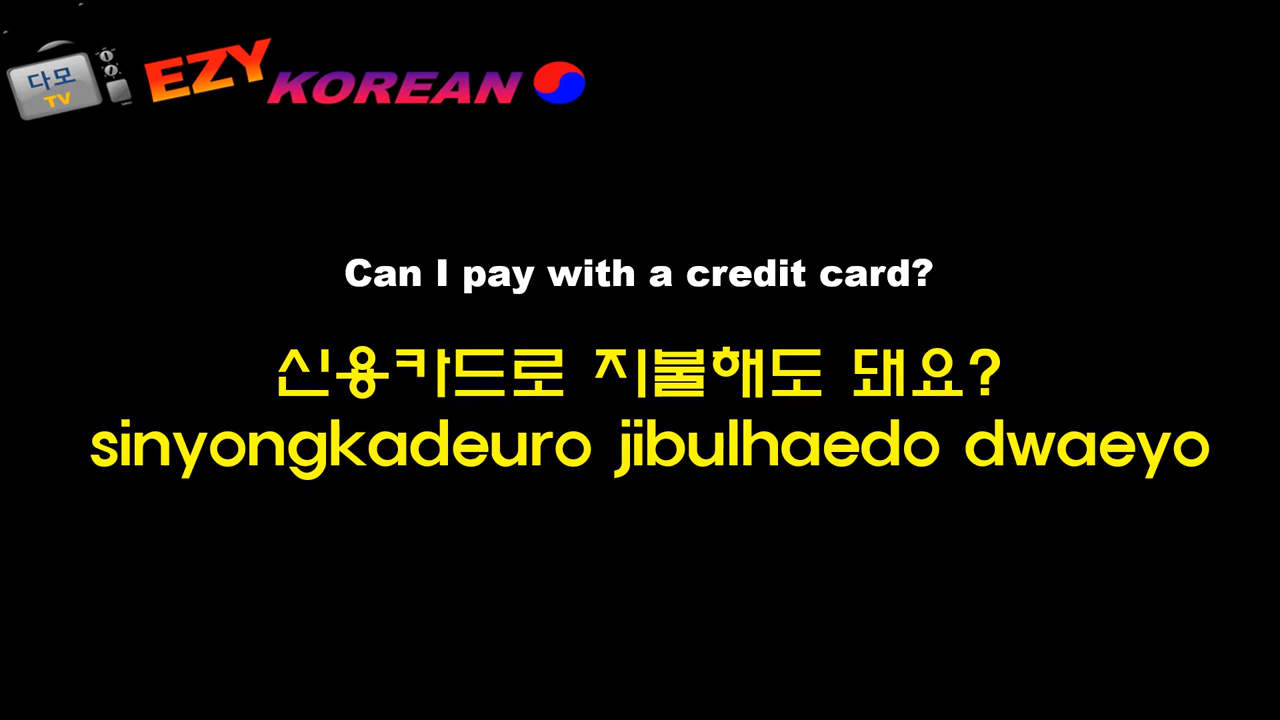 다모
TV
EZY
KOREAN
Can I pay with a credit card?
신용카드로 지불해도 돼요?
sinyongkadeuro jibulhaedo dwaeyo